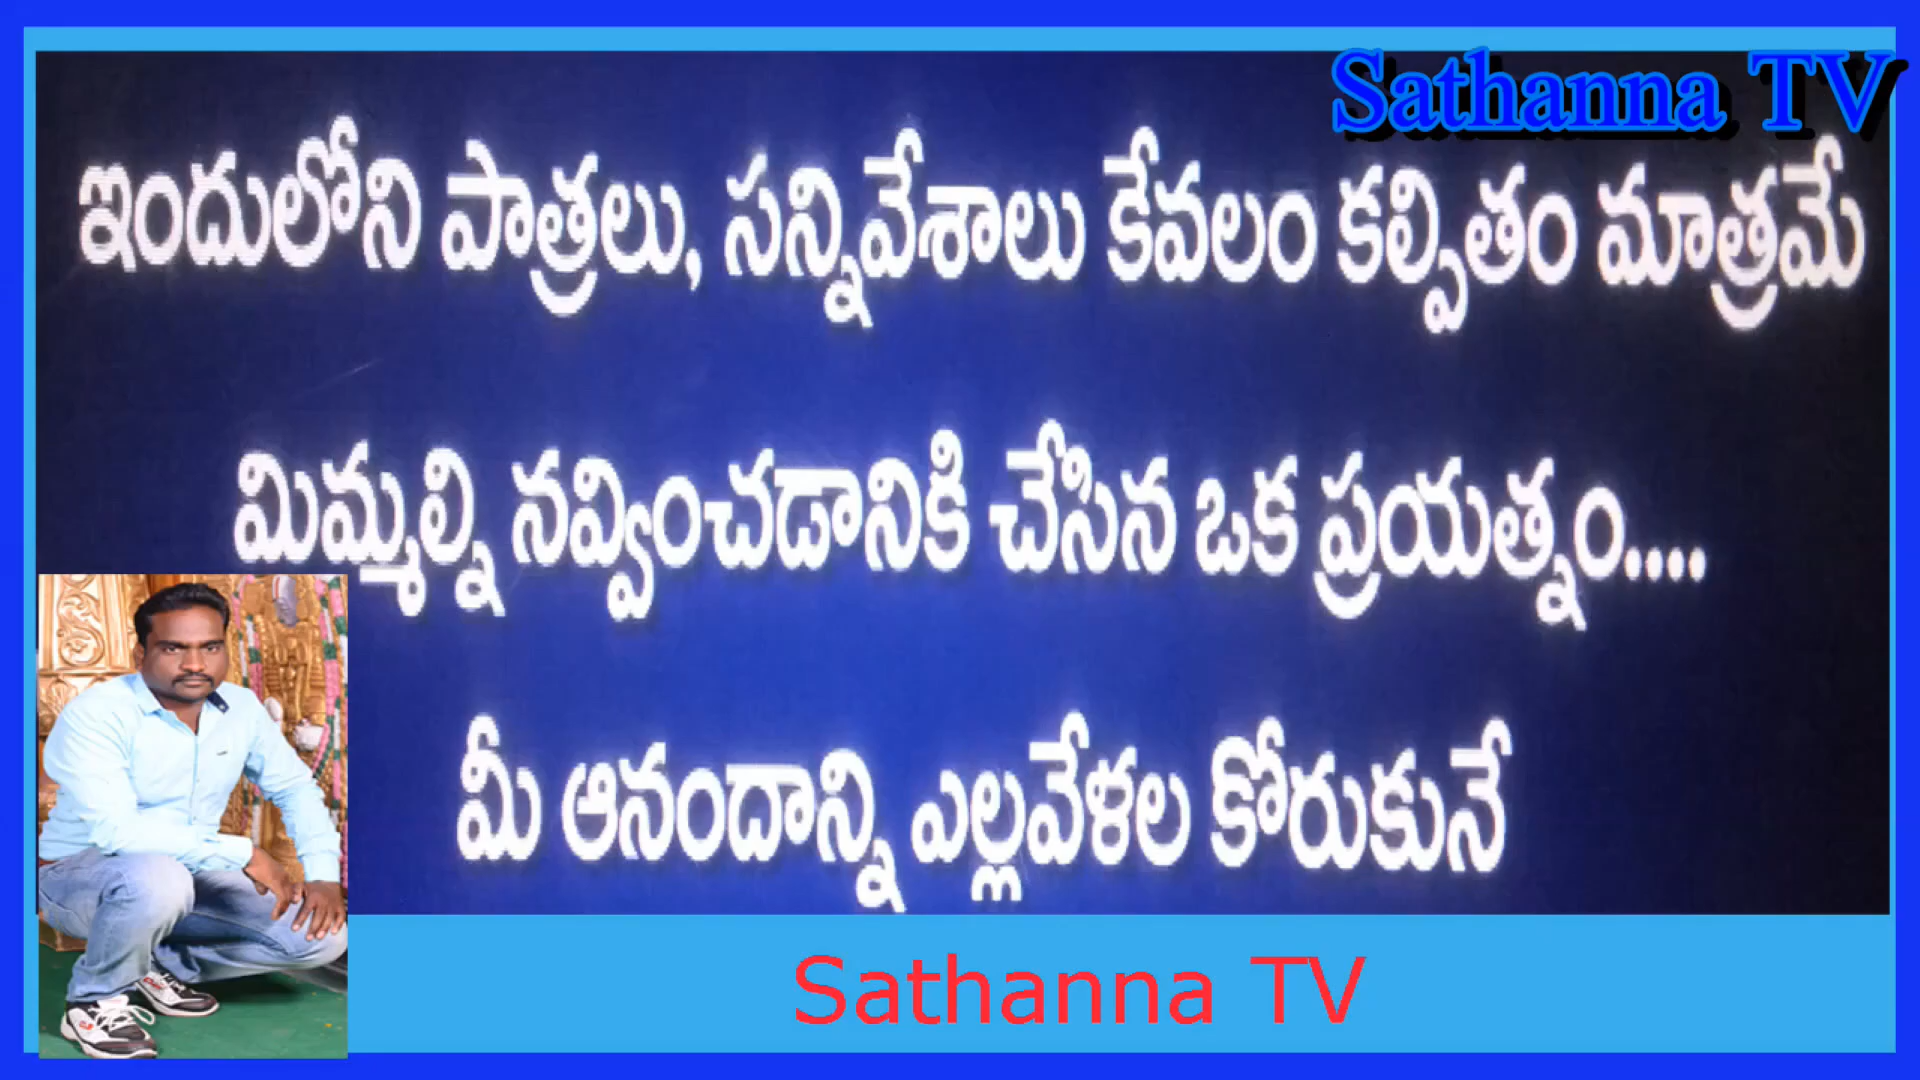 Sathanna TV
ఇందులోని పాత్రలు, సన్నివేశాలు కేవలం కల్పితం మాత్రమే
మిమ్మల్ని నవ్వించడానికి చేసిన ఒక ప్రయత్నం....
మీ ఆనందాన్ని ఎల్లవేళల కోరుకునే
Sathanna TV